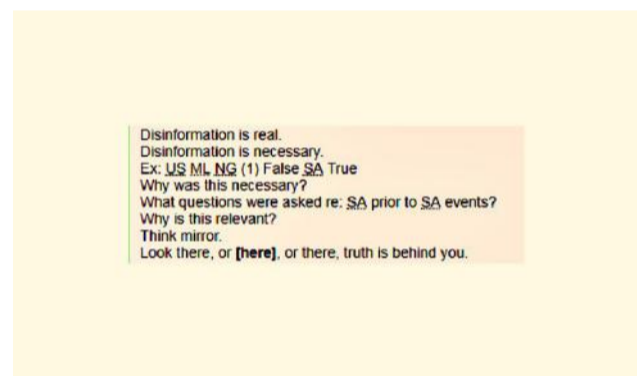 Disinformation is real.
Disinformation is necessary.
Ex: US ML NG (1) False SA True
Why was this necessary?
What questions were asked re: SA prior to SA events?
Why is this relevant?
Think mirror.
Look there, or [here], or there, truth is behind you.